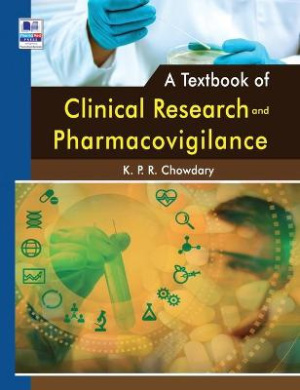 A Textbook of
Clinical Research and
Pharmacovigilance
K. P. R. Chowdary